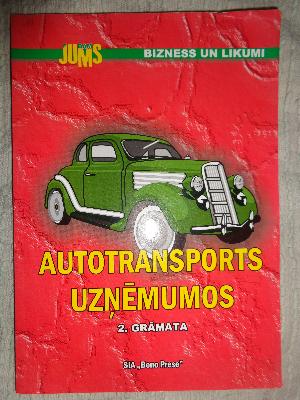 JUMS
BIZNESS UN LIKUMI
AUTOTRANSPORTS
UZŅĒMUMOS
2. GRĀMATA
SIA „Bono Prese”